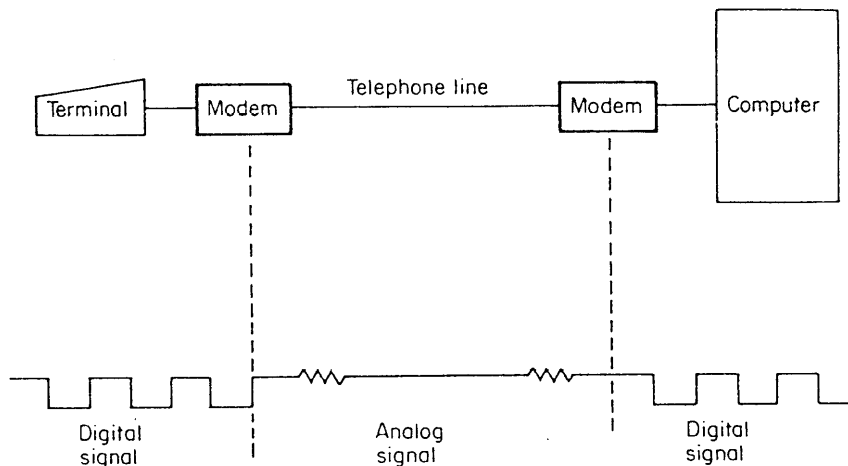 Telephone line
Terminal
Modem
Modem
Computer
Digital
signal
Analog
signal
Digital
signal